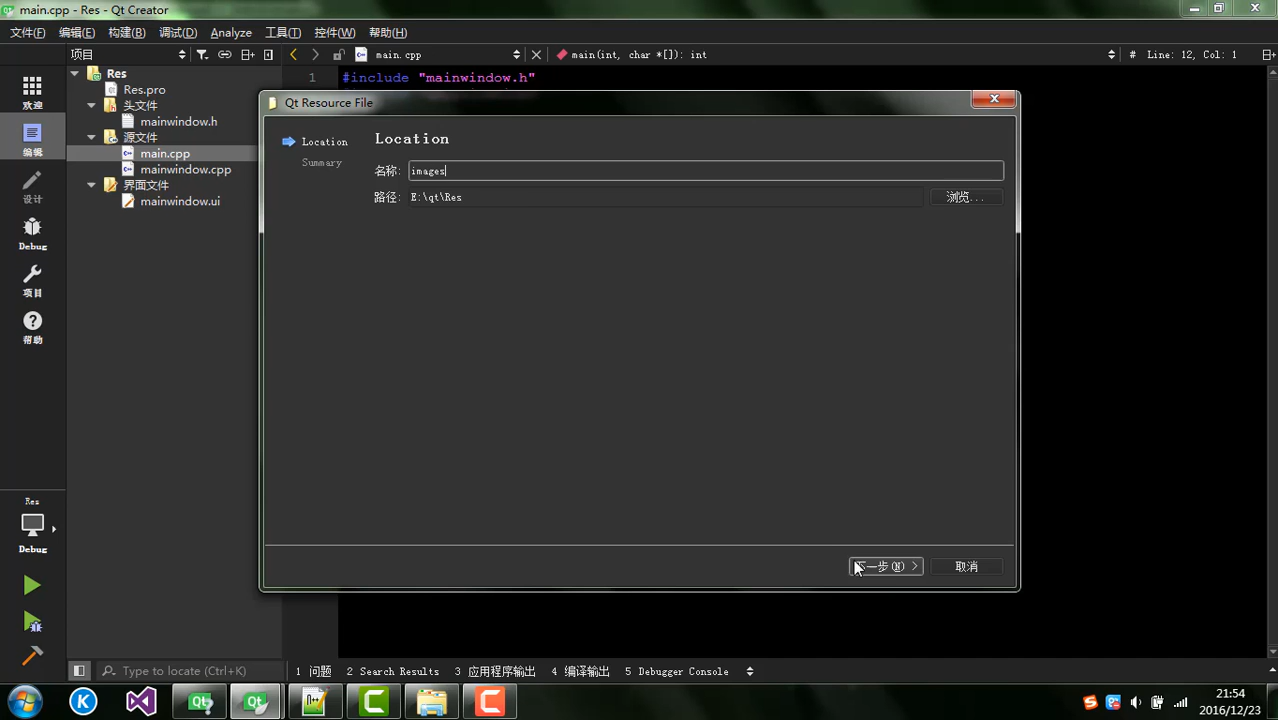 main.cpp - Res - Qt Creator
文件(F) 编辑(E) 构建(B) 调试(D) Analyze 工具(T) 控件(W) 帮助(H)
项目 main.cpp main(int, char *[]): int # Line: 12, Col: 1
欢迎
编辑
设计
Debug
项目
帮助
Res
Debug
Res
Res.pro
头文件
mainwindow.h
源文件
main.cpp
mainwindow.cpp
界面文件
mainwindow.ui
1 #include "mainwindow.h"
Qt Resource File
Location
Summary
Location
名称: images
路径: E:\qt\Res 浏览...
下一步(N) > 取消
Type to locate (Ctrl+K) 1 问题 2 Search Results 3 应用程序输出 4 编译输出 5 Debugger Console
21:54
2016/12/23